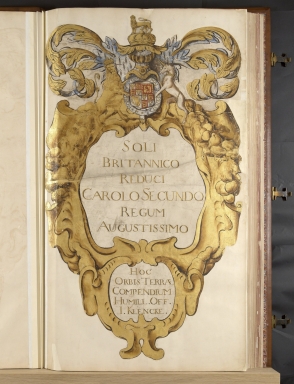 SOLI
BRITANNICO
REDUCI
CAROLO SECUNDO
REGUM
AUGUSTISSIMO
HOC
ORBIS TERRÆ
COMPENDIUM
HUMILL. OFF.
I. KLENCKE.